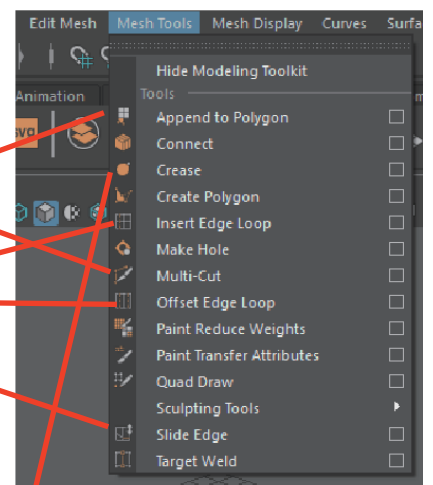 Edit Mesh Mesh Tools Mesh Display Curves Surfa
Hide Modeling Toolkit
Animation
Tools
Append to Polygon
SVG
Connect
Crease
Create Polygon
Insert Edge Loop
Make Hole
Multi-Cut
Offset Edge Loop
Paint Reduce Weights
Paint Transfer Attributes
Quad Draw
Sculpting Tools
Slide Edge
Target Weld